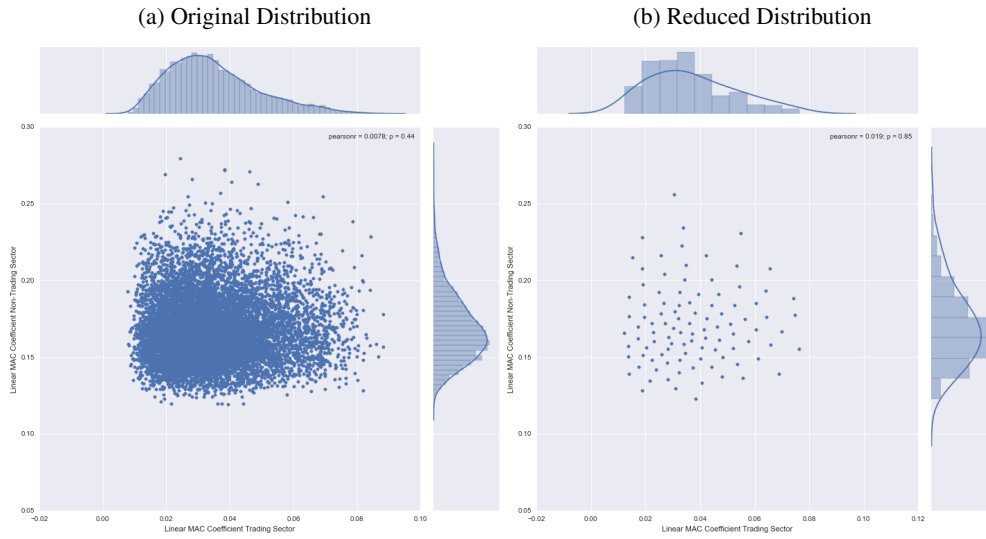 (a) Original Distribution
(b) Reduced Distribution
pearsonr = 0.0078; p = 0.44
0.30
0.25
0.20
0.15
0.10
0.05
Linear MAC Coefficient Non-Trading Sector
−0.02 0.00 0.02 0.04 0.06 0.08 0.10
Linear MAC Coefficient Trading Sector
pearsonr = 0.019; p = 0.85
0.30
0.25
0.20
0.15
0.10
0.05
Linear MAC Coefficient Non-Trading Sector
−0.02 0.00 0.02 0.04 0.06 0.08 0.10 0.12
Linear MAC Coefficient Trading Sector